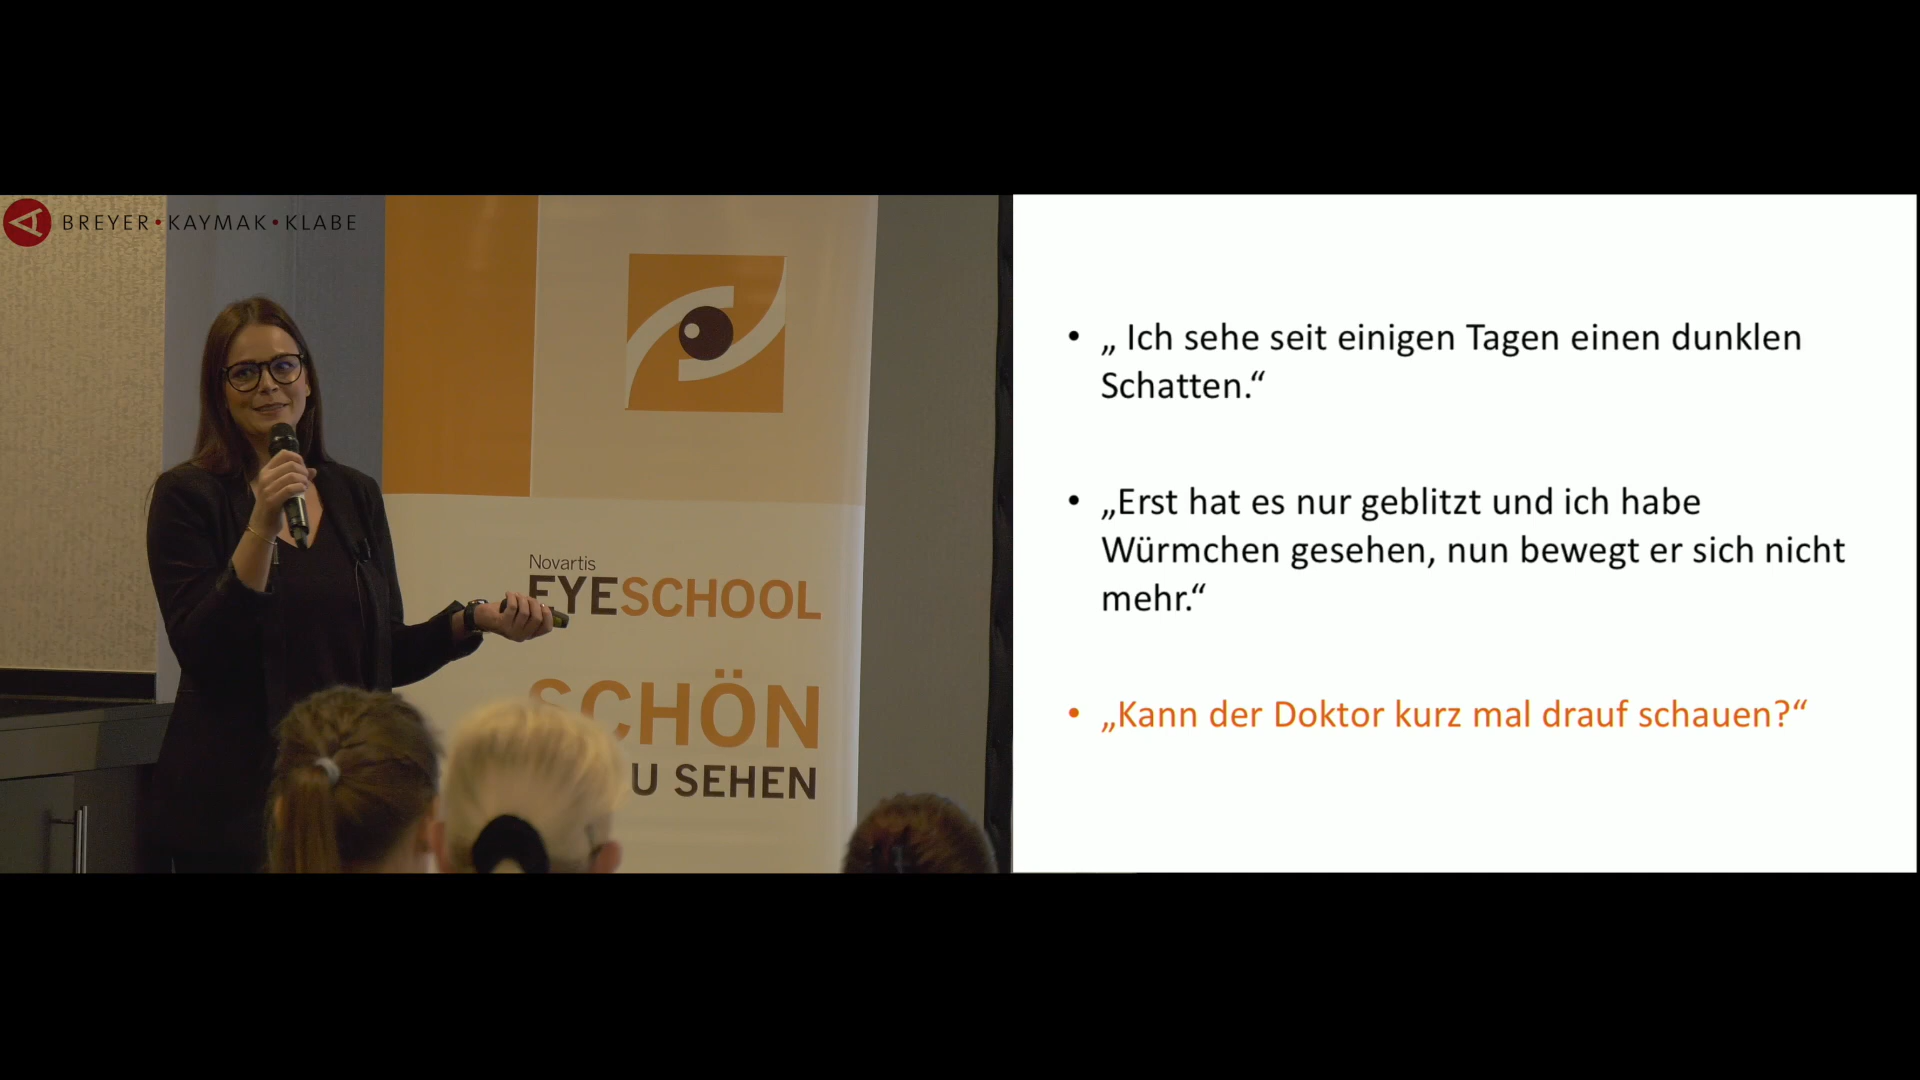 BREYER•KAYMAK•KLABE
Novartis
EYESCHOOL
SCHÖN
U SEHEN
• „ Ich sehe seit einigen Tagen einen dunklen
Schatten.“
• „Erst hat es nur geblitzt und ich habe
Würmchen gesehen, nun bewegt er sich nicht
mehr.“
• „Kann der Doktor kurz mal drauf schauen?“